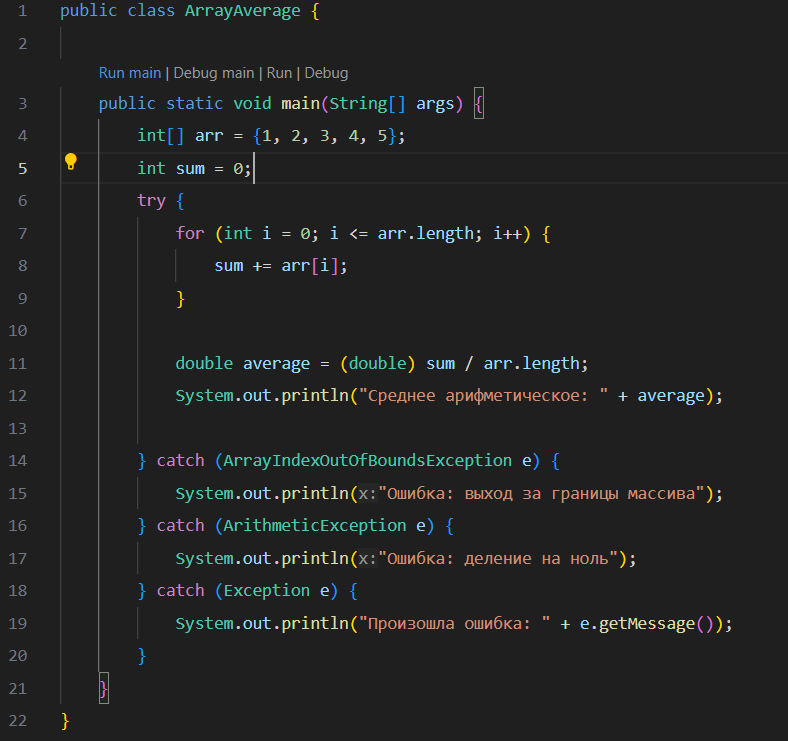 1 public class ArrayAverage {
2
Run main | Debug main | Run | Debug
3 public static void main(String[] args) {
4 int[] arr = {1, 2, 3, 4, 5};
5 int sum = 0;
6 try {
7 for (int i = 0; i <= arr.length; i++) {
8 sum += arr[i];
9 }
10
11 double average = (double) sum / arr.length;
12 System.out.println("Среднее арифметическое: " + average);
13
14 } catch (ArrayIndexOutOfBoundsException e) {
15 System.out.println(x:"Ошибка: выход за границы массива");
16 } catch (ArithmeticException e) {
17 System.out.println(x:"Ошибка: деление на ноль");
18 } catch (Exception e) {
19 System.out.println("Произошла ошибка: " + e.getMessage());
20 }
21 }
22 }